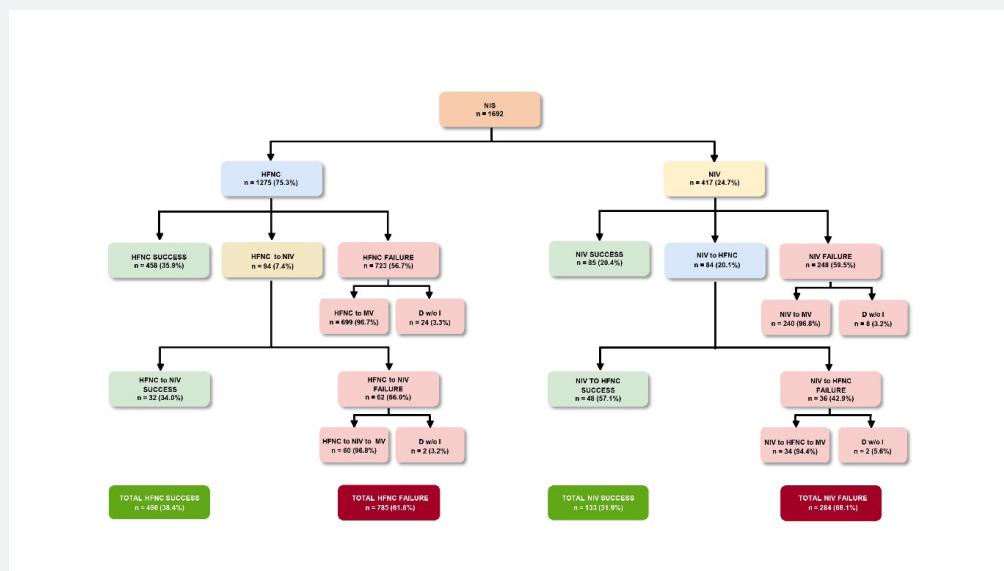 NIS
n = 1692
HFNC
n = 1275 (75.3%)
NIV
n = 417 (24.7%)
HFNC SUCCESS
n = 458 (35.9%)
HFNC to NIV
n = 94 (7.4%)
HFNC FAILURE
n = 723 (56.7%)
NIV SUCCESS
n = 85 (20.4%)
NIV to HFNC
n = 84 (20.1%)
NIV FAILURE
n = 248 (59.5%)
HFNC to MV
n = 699 (96.7%)
D w/o I
n = 24 (3.3%)
NIV to MV
n = 240 (96.8%)
D w/o I
n = 8 (3.2%)
HFNC to NIV
SUCCESS
n = 32 (34.0%)
HFNC to NIV
FAILURE
n = 62 (66.0%)
NIV TO HFNC
SUCCESS
n = 48 (57.1%)
NIV to HFNC
FAILURE
n = 36 (42.9%)
HFNC to NIV to MV
n = 60 (96.8%)
D w/o I
n = 2 (3.2%)
NIV to HFNC to MV
n = 34 (94.4%)
D w/o I
n = 2 (5.6%)
TOTAL HFNC SUCCESS
n = 490 (38.4%)
TOTAL HFNC FAILURE
n = 785 (61.6%)
TOTAL NIV SUCCESS
n = 133 (31.9%)
TOTAL NIV FAILURE
n = 284 (68.1%)